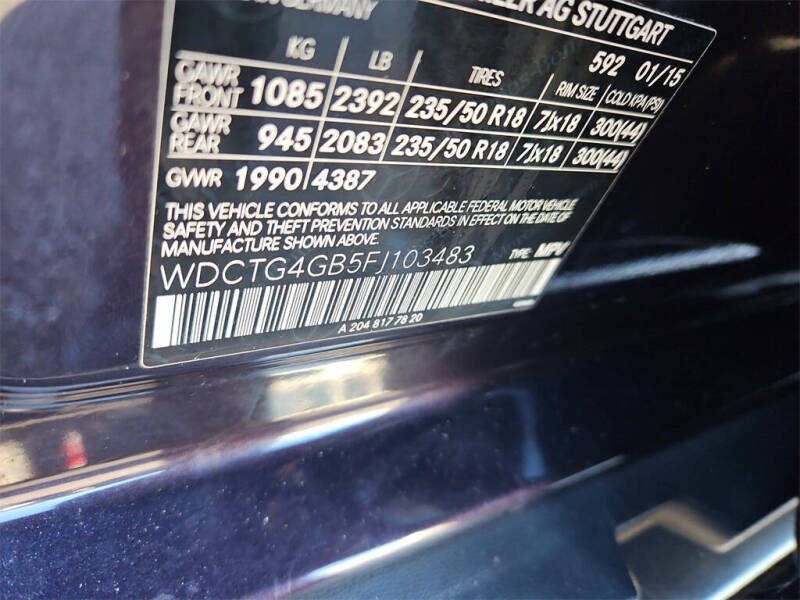 GERMANY
AG STUTTGART
592 01/15
KG LB TIRES RIM SIZE COLD KPA(PSI)
GAWR FRONT 1085 2392 235/50 R18 7Jx18 300(44)
GAWR REAR 945 2083 235/50 R18 7Jx18 300(44)
GVWR 1990 4387
THIS VEHICLE CONFORMS TO ALL APPLICABLE FEDERAL MOTOR VEHICLE
SAFETY AND THEFT PREVENTION STANDARDS IN EFFECT ON THE DATE OF
MANUFACTURE SHOWN ABOVE.
WDCTG4GB5FJ103483 TYPE: MPV
A 204 817 78 20